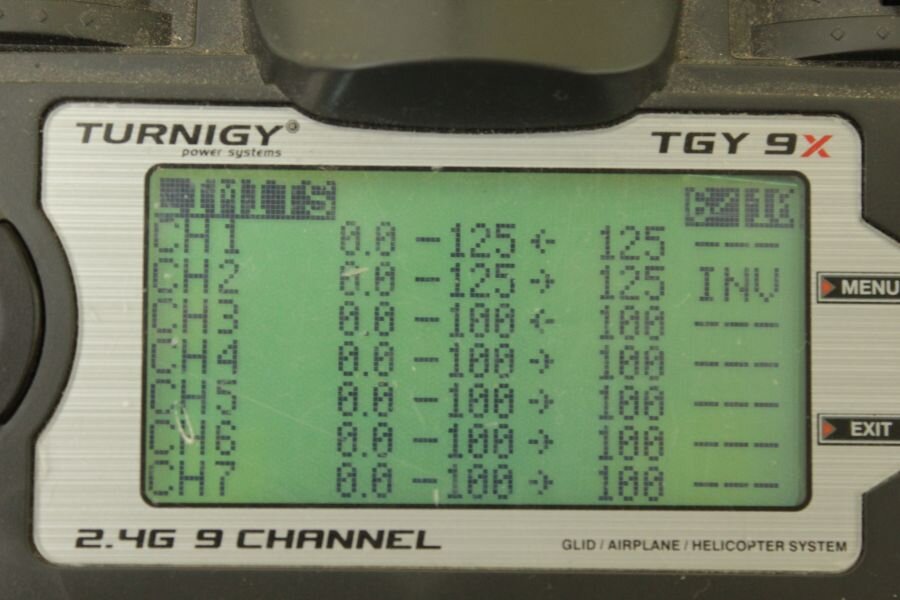 TURNIGY®
power systems
TGY 9X
LIMITS
CH1 0.0 -125 ← 125 ---
CH2 0.0 -125 → 125 INV
CH3 0.0 -100 ← 100 ---
CH4 0.0 -100 → 100 ---
CH5 0.0 -100 → 100 ---
CH6 0.0 -100 → 100 ---
CH7 0.0 -100 → 100 ---
MENU
EXIT
2.4G 9 CHANNEL
GLID / AIRPLANE / HELICOPTER SYSTEM